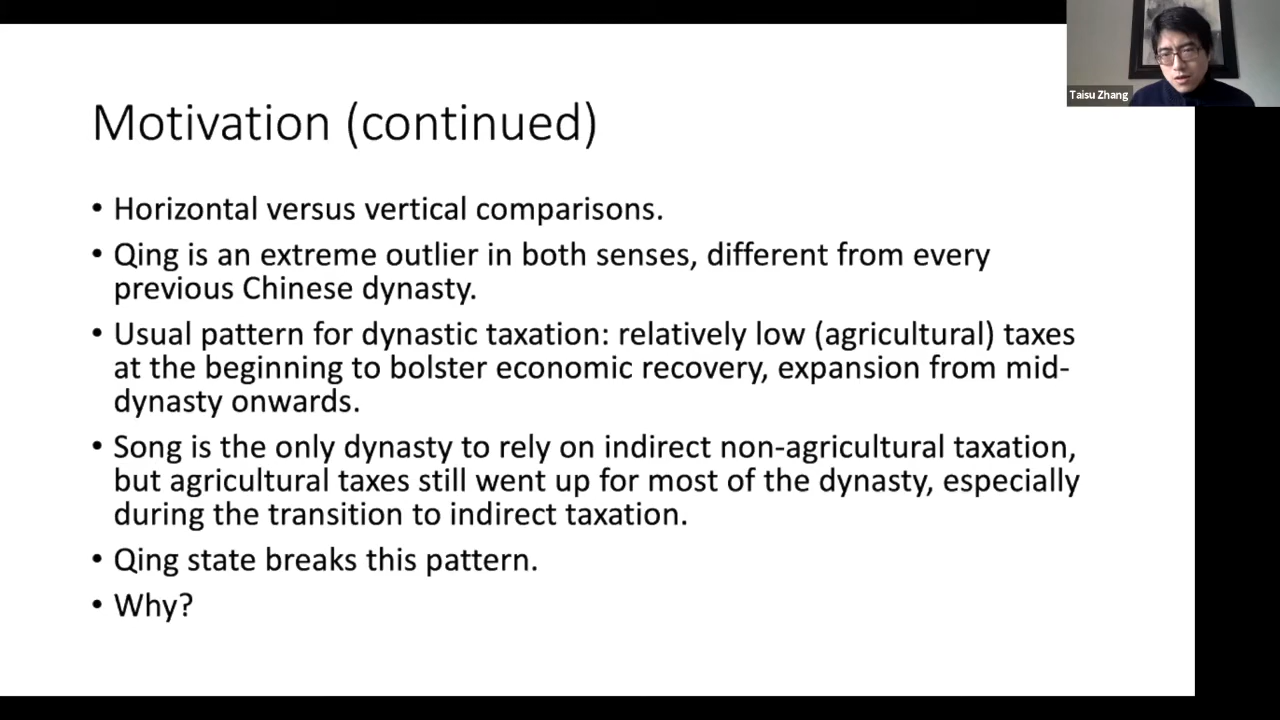 Taisu Zhang
Motivation (continued)
• Horizontal versus vertical comparisons.
• Qing is an extreme outlier in both senses, different from every
previous Chinese dynasty.
• Usual pattern for dynastic taxation: relatively low (agricultural) taxes
at the beginning to bolster economic recovery, expansion from mid-
dynasty onwards.
• Song is the only dynasty to rely on indirect non-agricultural taxation,
but agricultural taxes still went up for most of the dynasty, especially
during the transition to indirect taxation.
• Qing state breaks this pattern.
• Why?